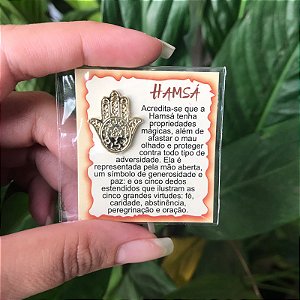 HAMSÁ
Acredita-se que a
Hamsá tenha
propriedades
mágicas, além de
afastar o mau
olhado e proteger
contra todo tipo de
adversidade. Ela é
representada pela mão aberta,
um símbolo de generosidade e
paz: e os cinco dedos
estendidos que ilustram as
cinco grandes virtudes: fé,
caridade, abstinência,
peregrinação e oração.